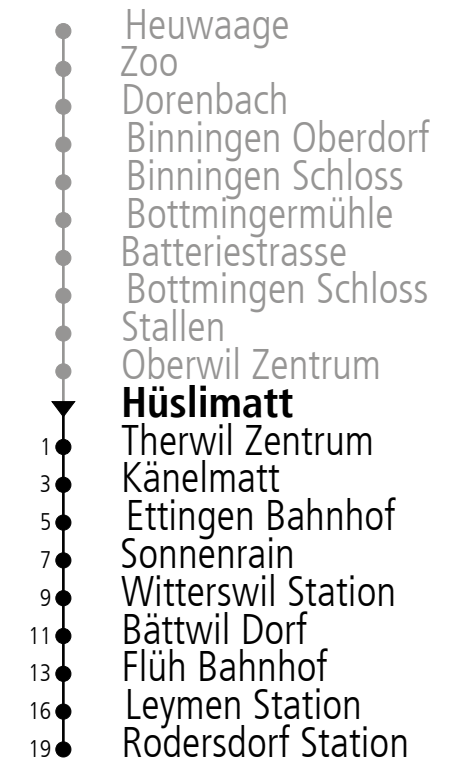 Heuwaage
Zoo
Dorenbach
Binningen Oberdorf
Binningen Schloss
Bottmingermühle
Batteriestrasse
Bottmingen Schloss
Stallen
Oberwil Zentrum
Hüslimatt
1 Therwil Zentrum
3 Känelmatt
5 Ettingen Bahnhof
7 Sonnenrain
9 Witterswil Station
11 Bättwil Dorf
13 Flüh Bahnhof
16 Leymen Station
19 Rodersdorf Station